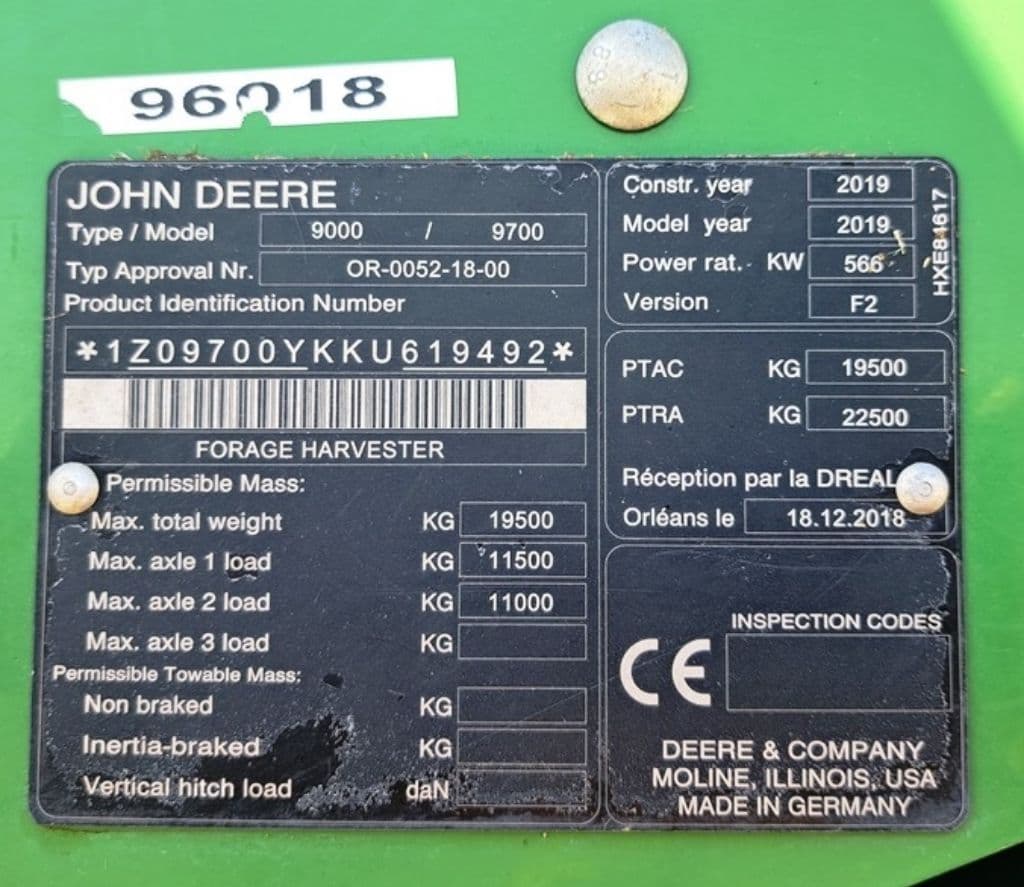 96018
8.8
JOHN DEERE
Type / Model 9000 / 9700
Typ Approval Nr. OR-0052-18-00
Product Identification Number
*1Z09700YKKU619492*
FORAGE HARVESTER
Permissible Mass:
Max. total weight KG 19500
Max. axle 1 load KG 11500
Max. axle 2 load KG 11000
Max. axle 3 load KG
Permissible Towable Mass:
Non braked KG
Inertia-braked KG
Vertical hitch load daN
Constr. year 2019
Model year 2019
Power rat. KW 566
Version F2
HXE84617
PTAC KG 19500
PTRA KG 22500
Réception par la DREAL
Orléans le 18.12.2018
INSPECTION CODES
CE
DEERE & COMPANY
MOLINE, ILLINOIS, USA
MADE IN GERMANY